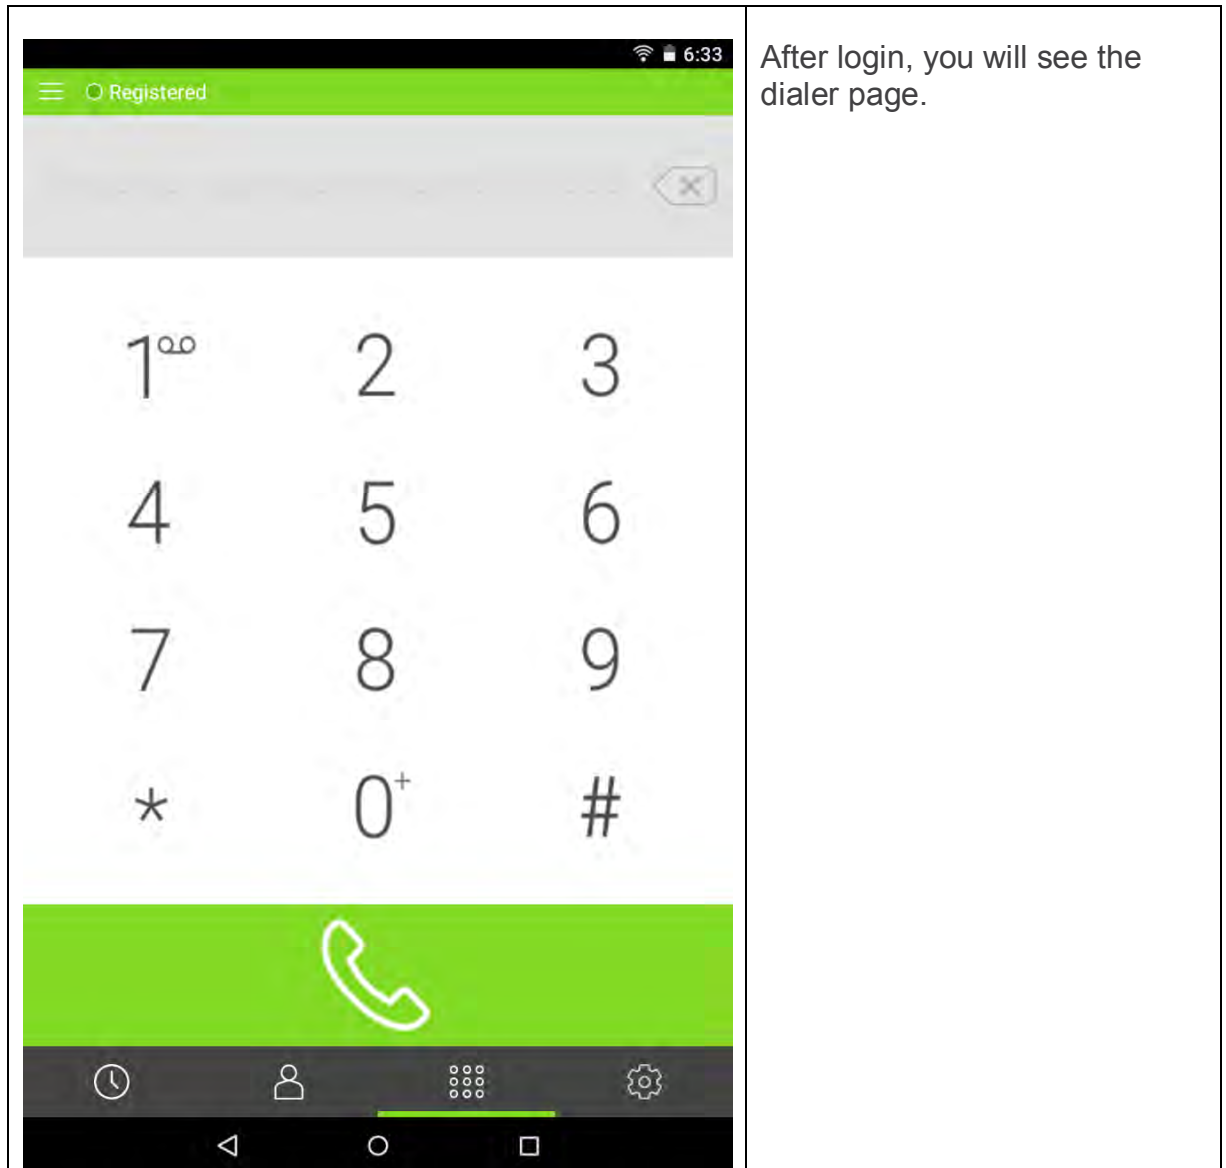 6:33
Registered
After login, you will see the
dialer page.
1 2 3
4 5 6
7 8 9
* 0+ #